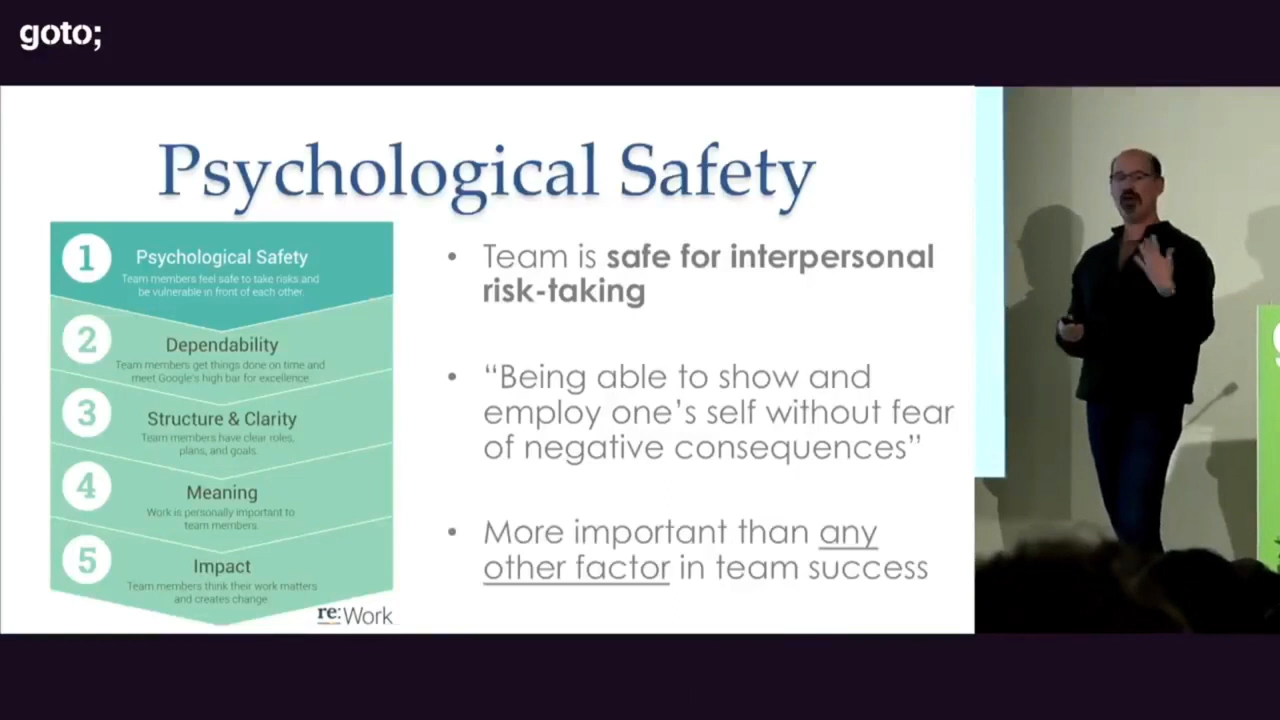 goto;
Psychological Safety
1
Psychological Safety
Team members feel safe to take risks and
be vulnerable in front of each other.
2
Dependability
Team members get things done on time and
meet Google's high bar for excellence.
3
Structure & Clarity
Team members have clear roles,
plans, and goals.
4
Meaning
Work is personally important to
team members.
5
Impact
Team members think their work matters
and creates change.
re:Work
• Team is safe for interpersonal
risk-taking
• “Being able to show and
employ one’s self without fear
of negative consequences”
• More important than any
other factor in team success